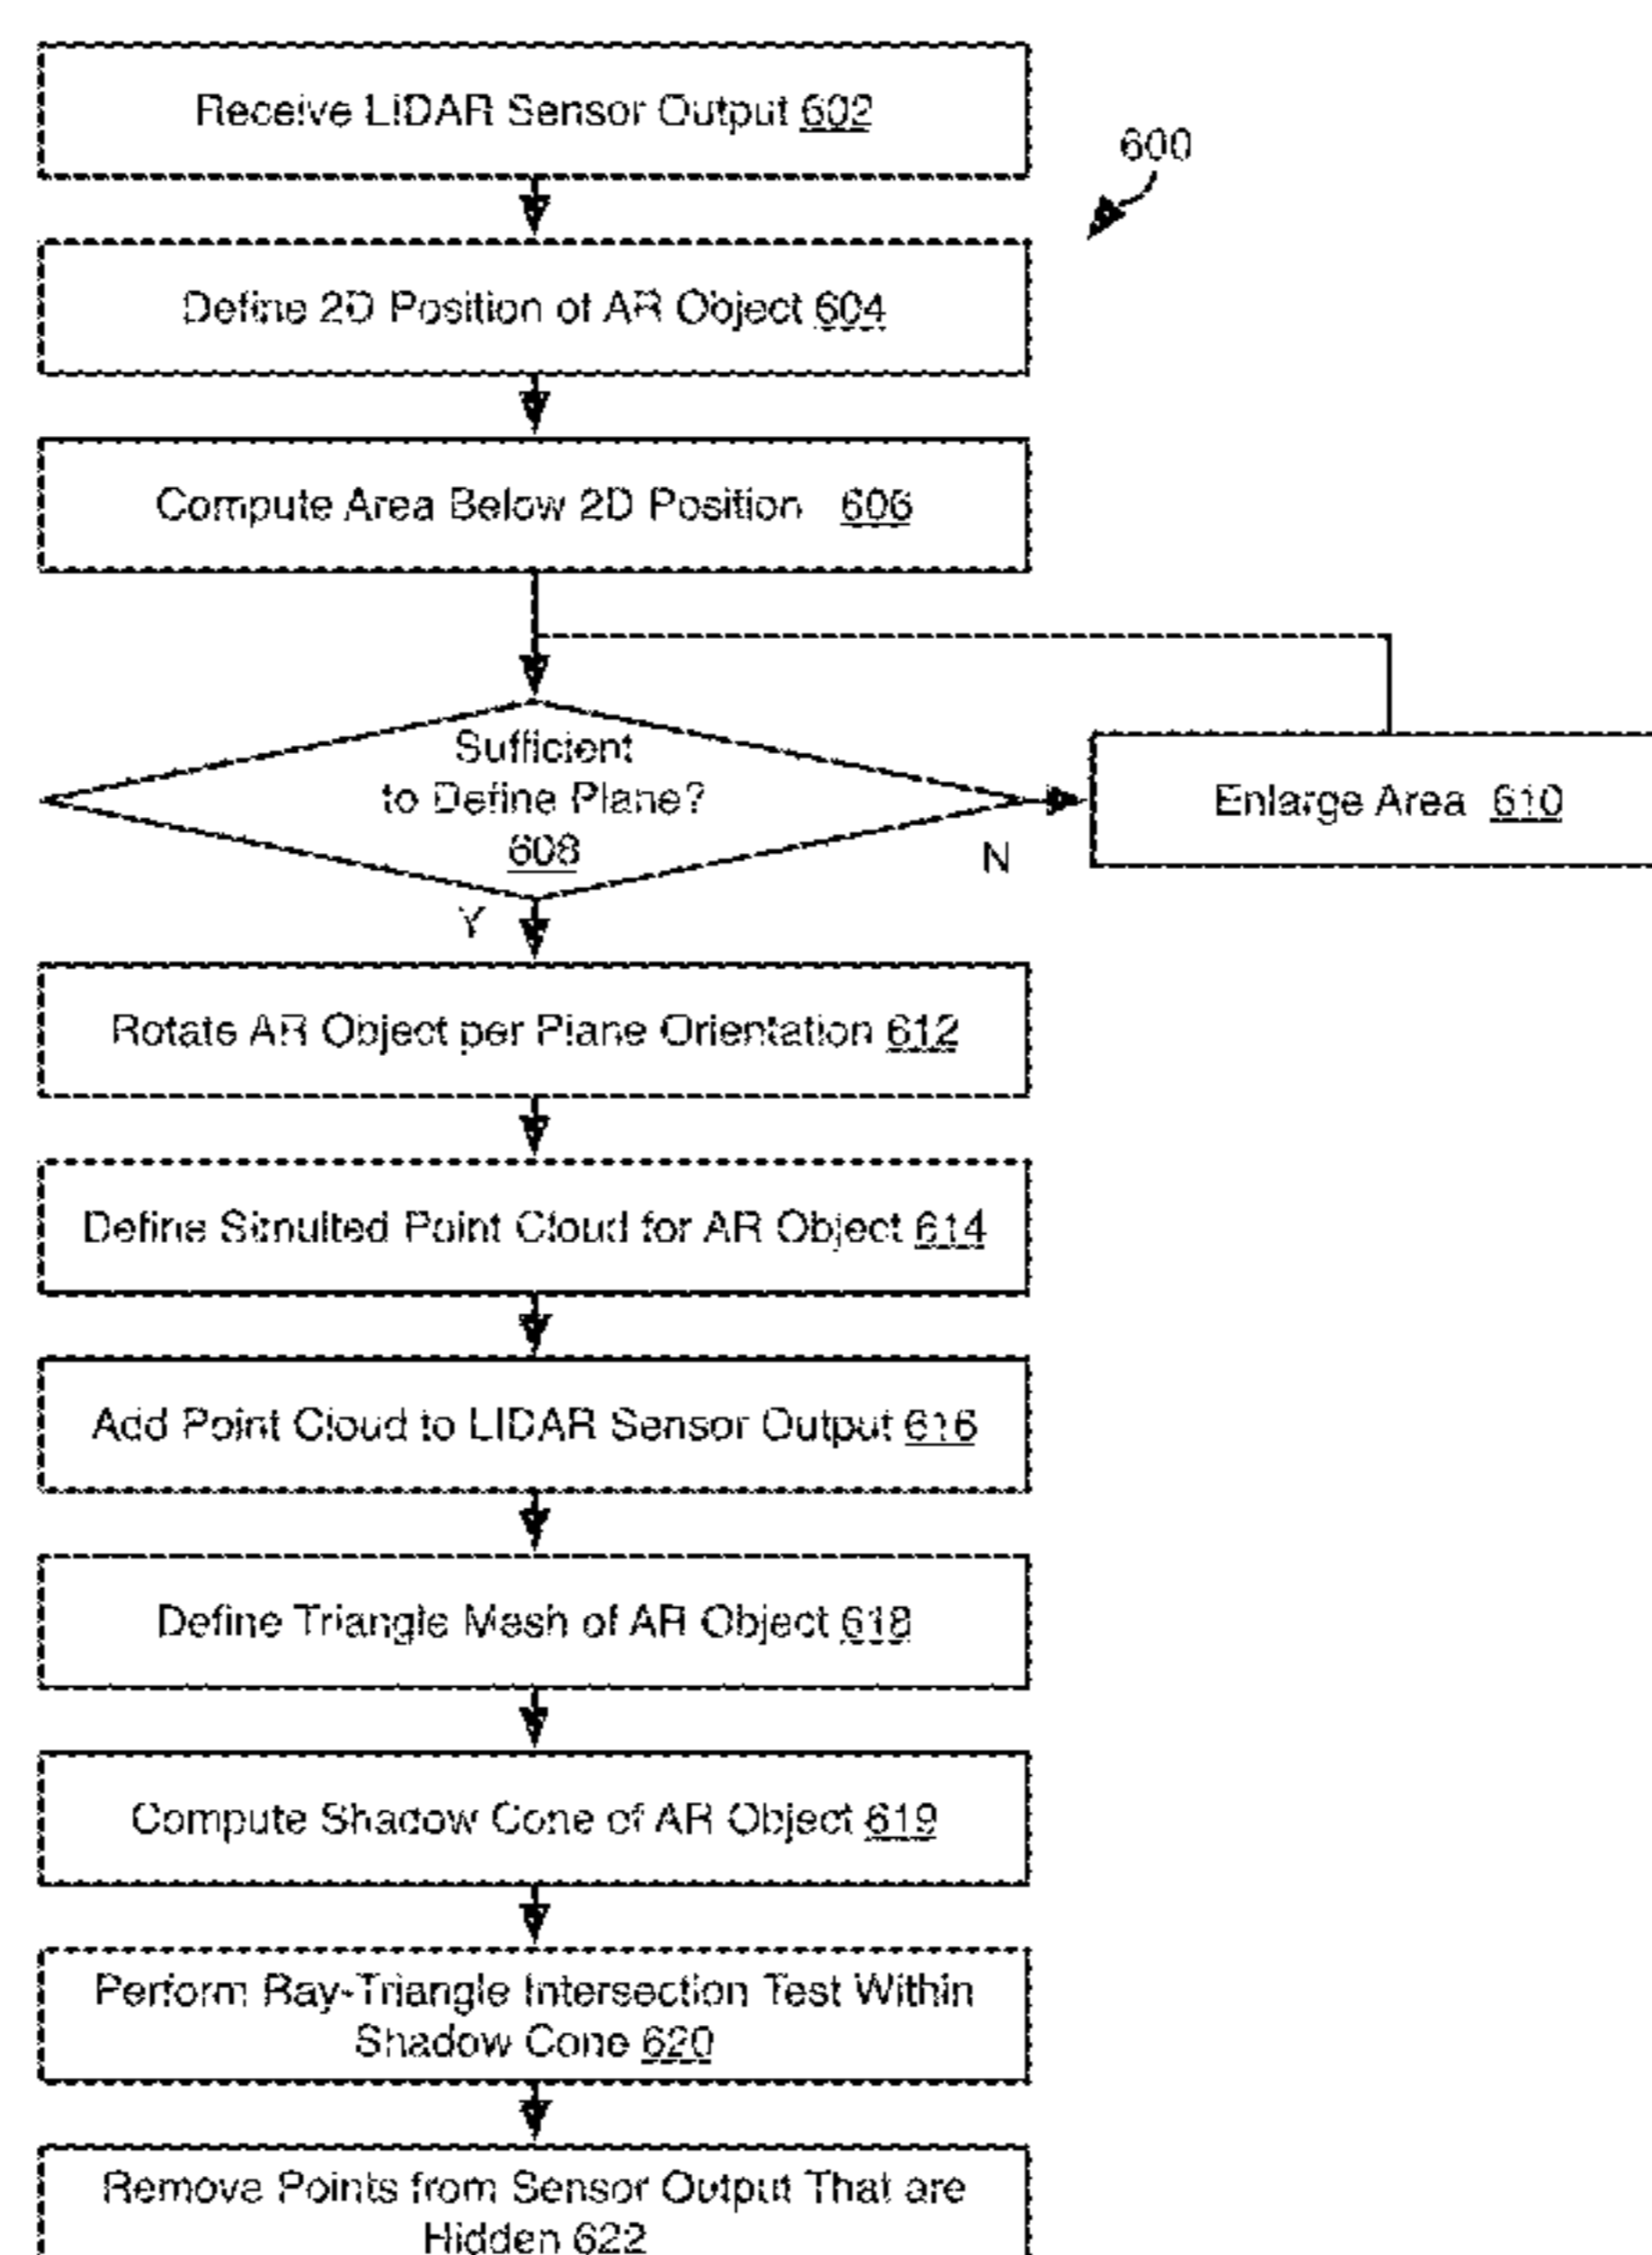 Receive LIDAR Sensor Output 602
600
Define 2D Position of AR Object 604
Compute Area Below 2D Position 606
Sufficient
to Define Plane?
608
N
Enlarge Area 610
Y
Rotate AR Object per Plane Orientation 612
Define Simulted Point Cloud for AR Object 614
Add Point Cloud to LIDAR Sensor Output 616
Define Triangle Mesh of AR Object 618
Compute Shadow Cone of AR Object 619
Perform Ray-Triangle Intersection Test Within
Shadow Cone 620
Remove Points from Sensor Output That are
Hidden 622